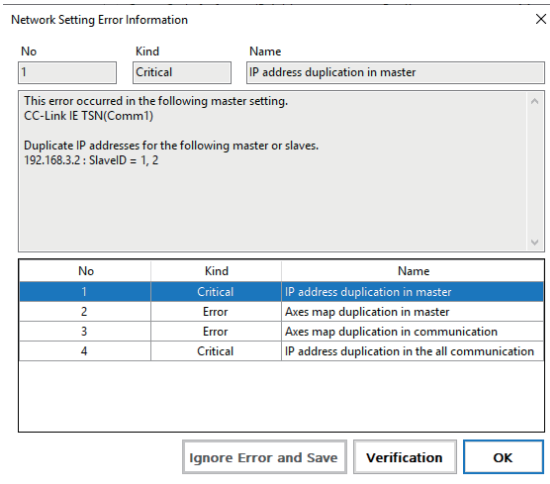 Network Setting Error Information
No Kind Name
1 Critical IP address duplication in master
This error occurred in the following master setting.
CC-Link IE TSN(Comm1)
Duplicate IP addresses for the following master or slaves.
192.168.3.2 : SlaveID = 1, 2
No Kind Name
1 Critical IP address duplication in master
2 Error Axes map duplication in master
3 Error Axes map duplication in communication
4 Critical IP address duplication in the all communication
Ignore Error and Save Verification OK